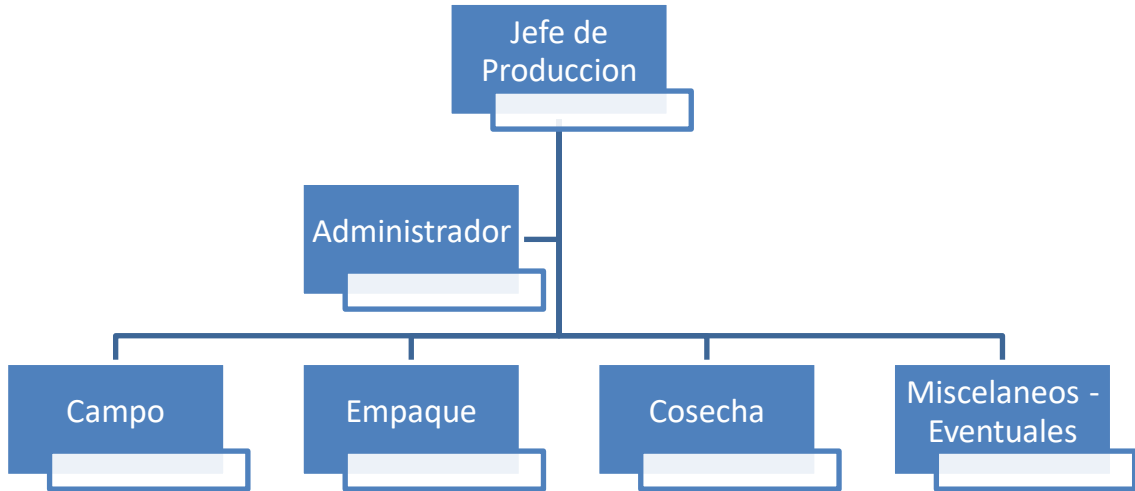 Jefe de
Produccion
Administrador
Campo
Empaque
Cosecha
Miscelaneos -
Eventuales